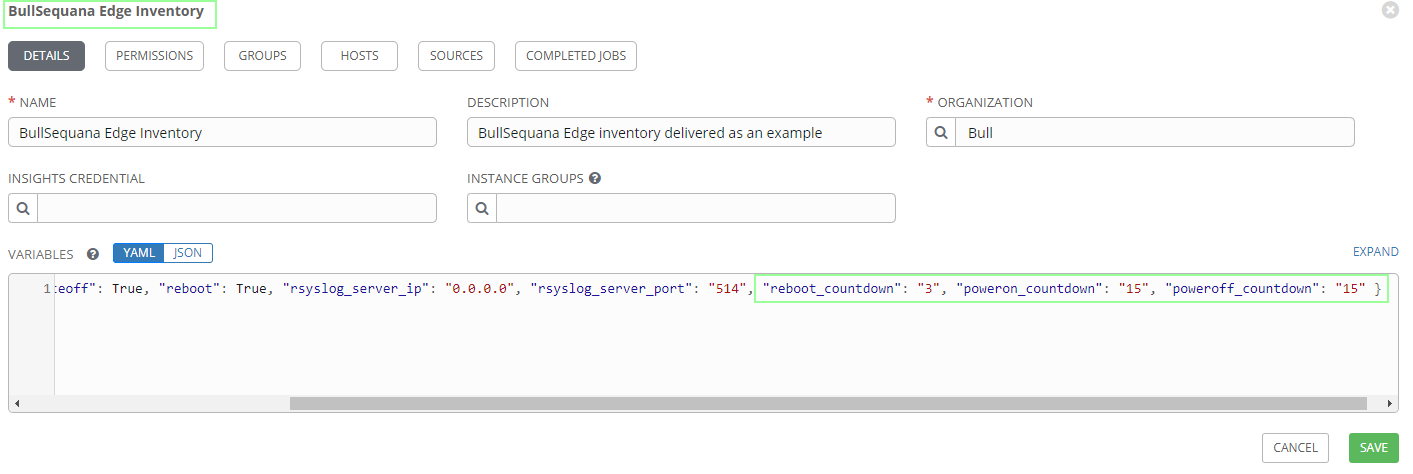 BullSequana Edge Inventory
DETAILS PERMISSIONS GROUPS HOSTS SOURCES COMPLETED JOBS
* NAME DESCRIPTION * ORGANIZATION
BullSequana Edge Inventory BullSequana Edge inventory delivered as an example Bull
INSIGHTS CREDENTIAL INSTANCE GROUPS ?
VARIABLES ? YAML JSON EXPAND
1 :eoff": True, "reboot": True, "rsyslog_server_ip": "0.0.0.0", "rsyslog_server_port": "514", "reboot_countdown": "3", "poweron_countdown": "15", "poweroff_countdown": "15" }
CANCEL SAVE